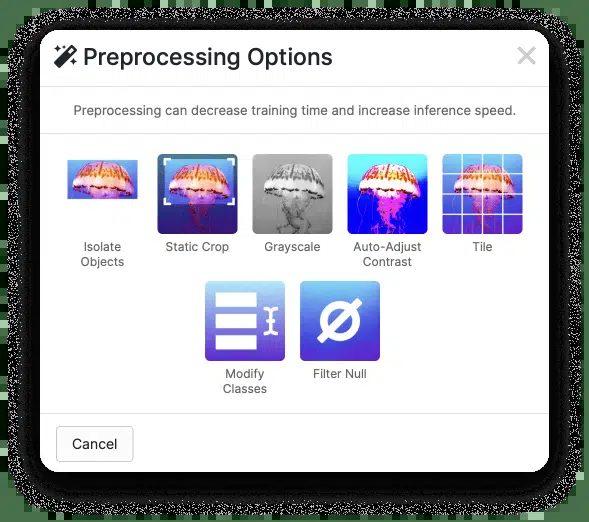 Preprocessing Options
Preprocessing can decrease training time and increase inference speed.
Isolate
Objects
Static Crop
Grayscale
Auto-Adjust
Contrast
Tile
Modify
Classes
Filter Null
Cancel